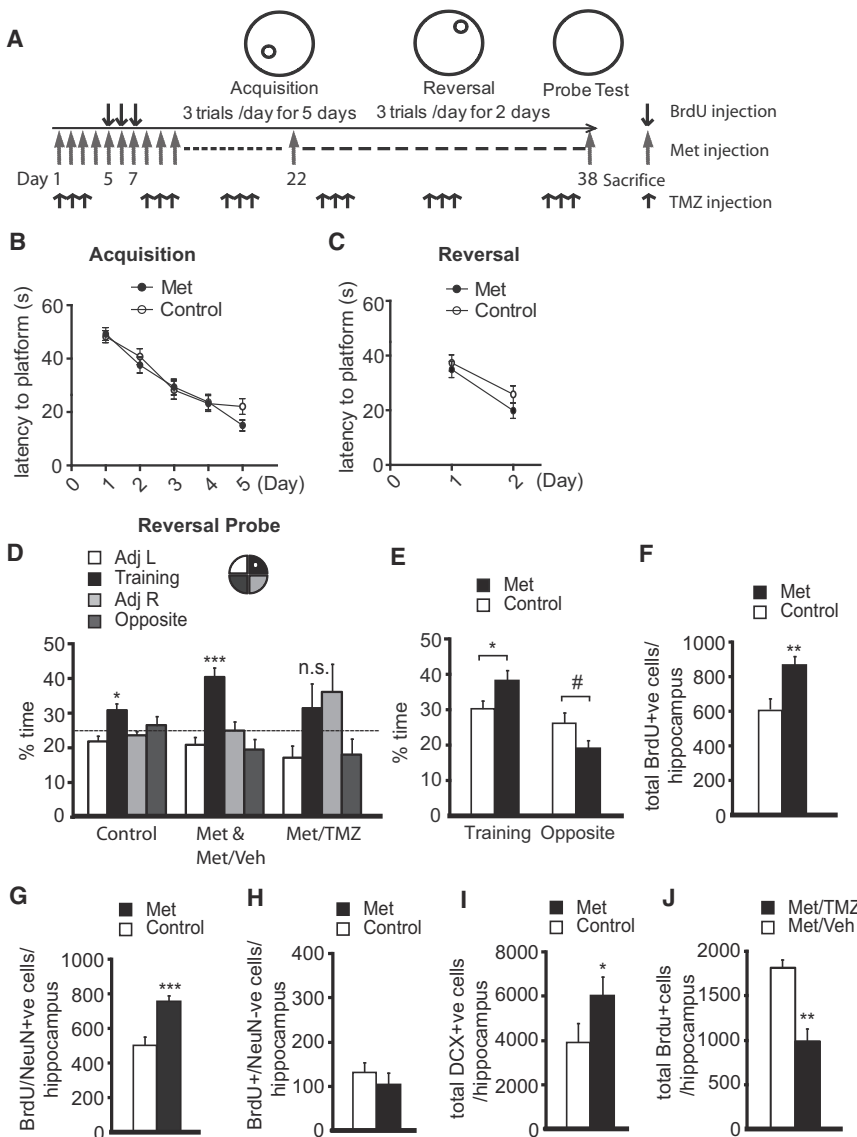 A
Acquisition
Reversal
Probe Test
3 trials /day for 5 days
3 trials /day for 2 days
BrdU injection
Met injection
Day 1
5
7
22
38
Sacrifice
TMZ injection
B
Acquisition
Met
Control
latency to platform (s)
60
40
20
0
0
1
2
3
4
5
(Day)
C
Reversal
Met
Control
latency to platform (s)
60
40
20
0
0
1
2
(Day)
Reversal Probe
D
Adj L
Training
Adj R
Opposite
% time
50
40
30
20
10
0
*
***
n.s.
Control
Met &
Met/Veh
Met/TMZ
E
Met
Control
% time
50
40
30
20
10
0
*
#
Training
Opposite
F
Met
Control
total BrdU+ve cells/
hippocampus
1000
800
600
400
200
0
**
G
Met
Control
BrdU/NeuN+ve cells/
hippocampus
1000
800
600
400
200
0
***
H
Met
Control
BrdU+/NeuN-ve cells/
hippocampus
400
300
200
100
0
I
Met
Control
total DCX+ve cells
/hippocampus
8000
6000
4000
2000
0
*
J
Met/TMZ
Met/Veh
total Brdu+cells
/hippocampus
2000
1500
1000
500
0
**